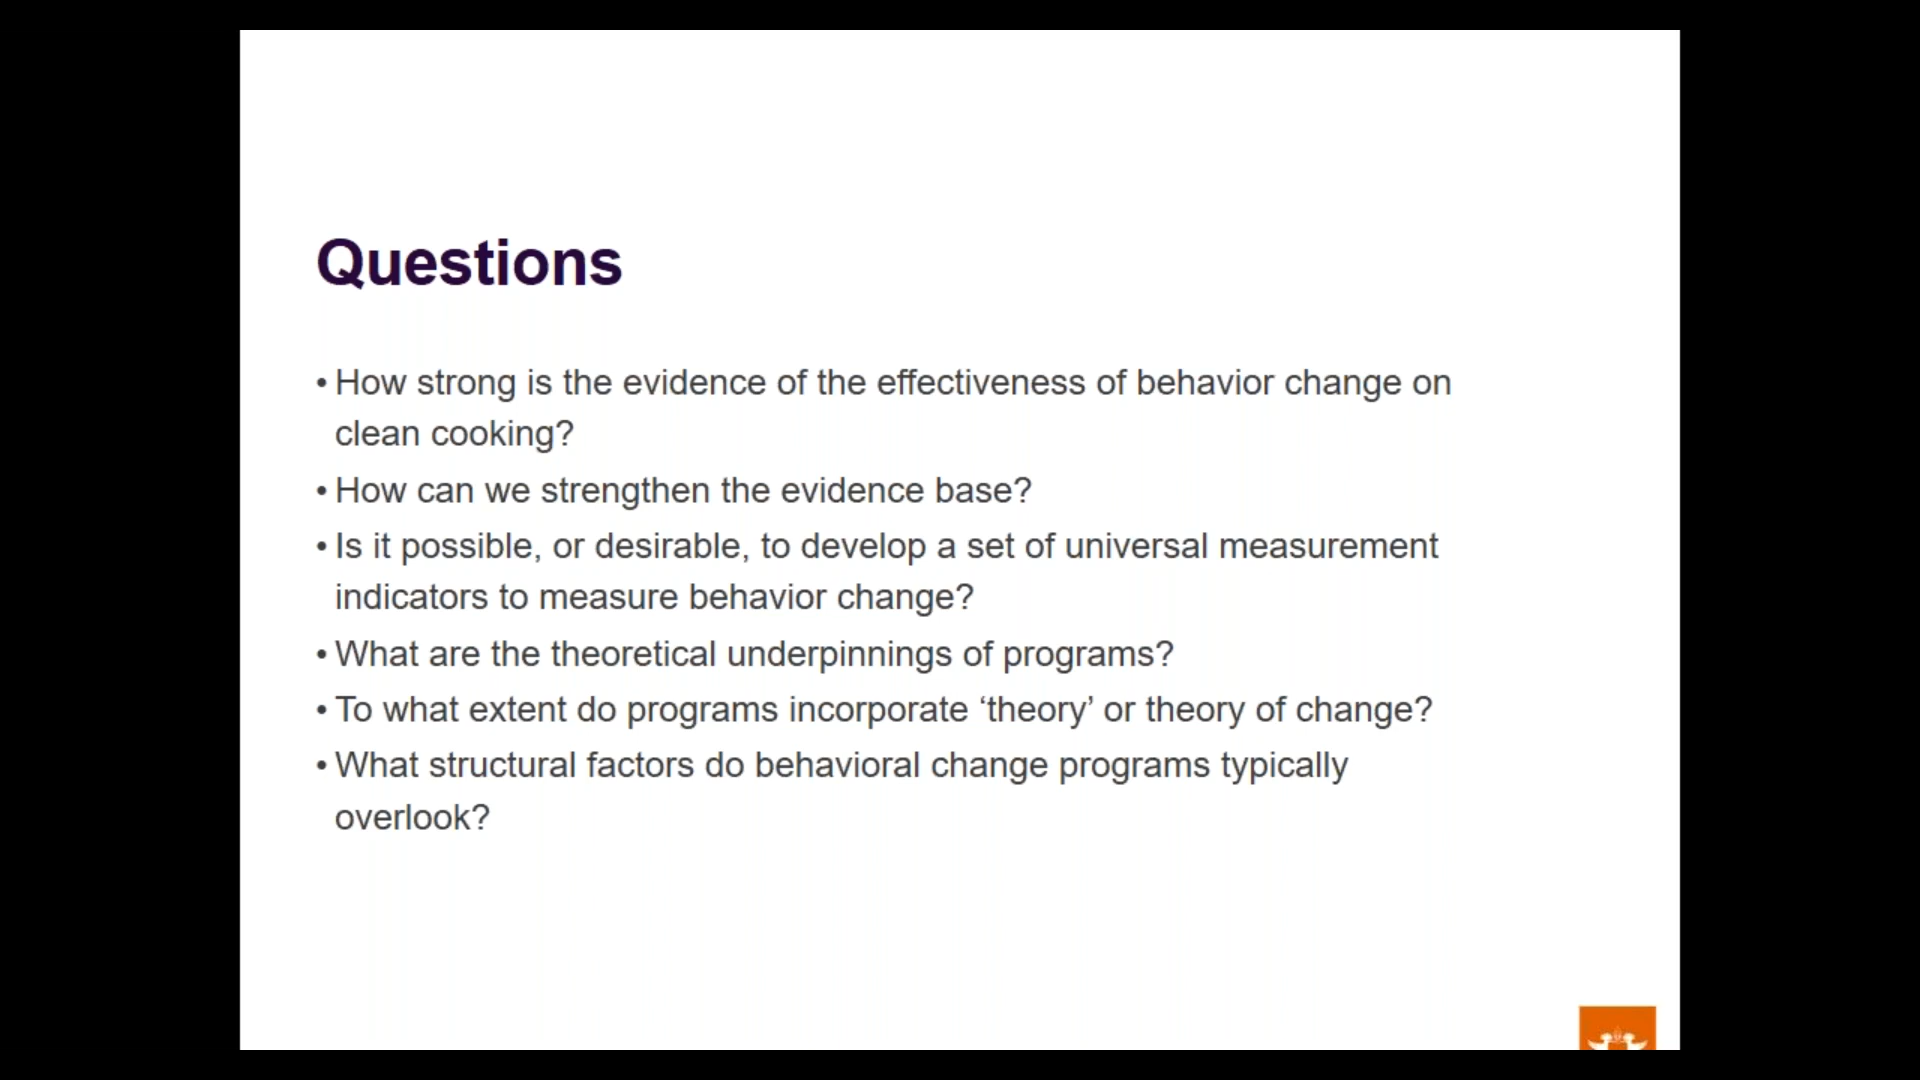 Questions
• How strong is the evidence of the effectiveness of behavior change on
clean cooking?
• How can we strengthen the evidence base?
• Is it possible, or desirable, to develop a set of universal measurement
indicators to measure behavior change?
• What are the theoretical underpinnings of programs?
• To what extent do programs incorporate ‘theory’ or theory of change?
• What structural factors do behavioral change programs typically
overlook?